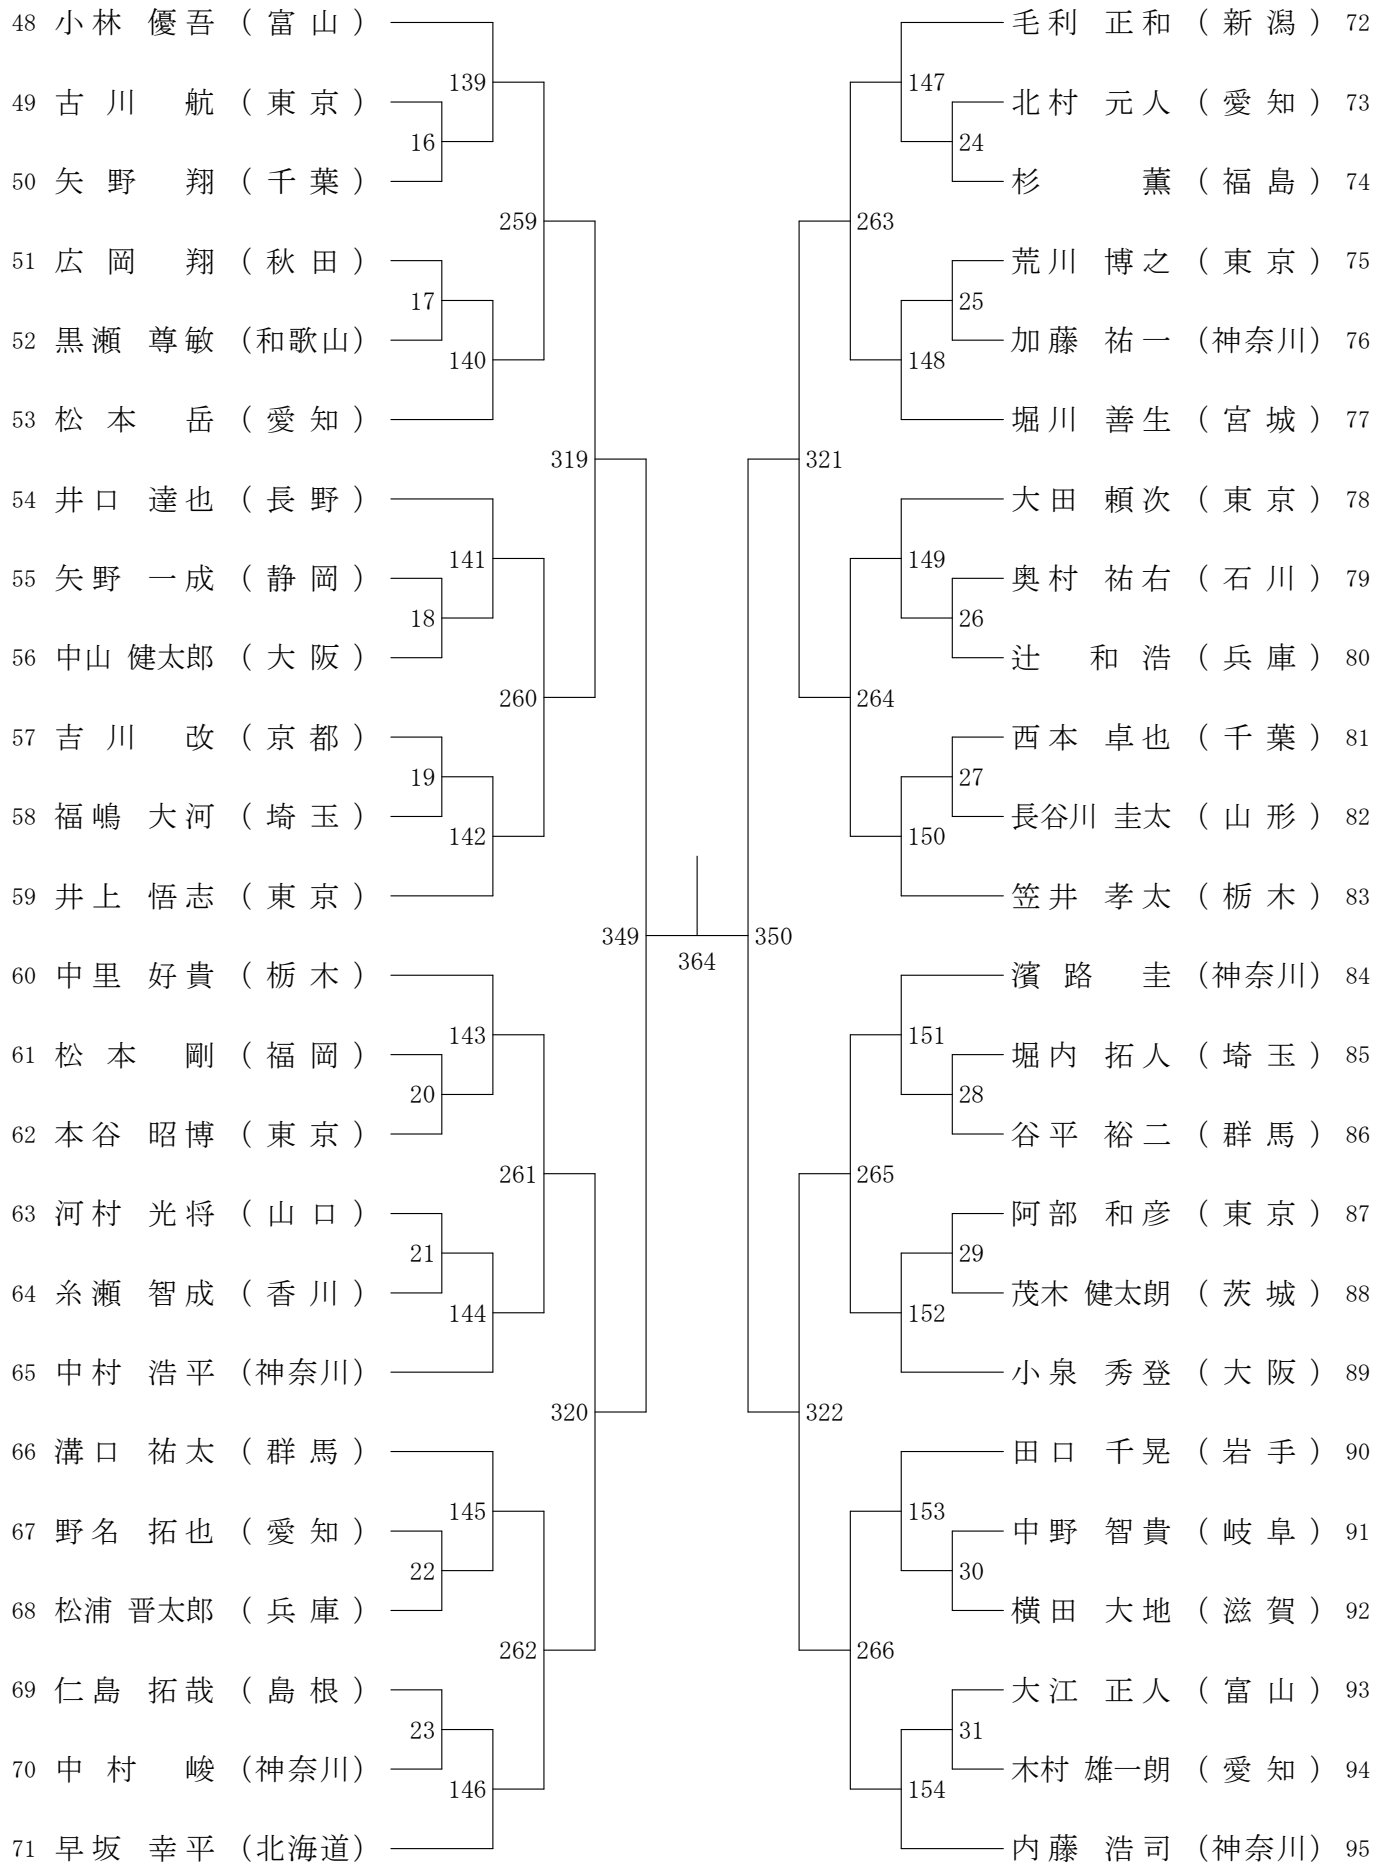 48 小林 優吾 (富山)
139
49 古川 航 (東京)
16
50 矢野 翔 (千葉)
259
51 広岡 翔 (秋田)
17
52 黒瀬 尊敏 (和歌山)
140
53 松本 岳 (愛知)
319
54 井口 達也 (長野)
141
55 矢野 一成 (静岡)
18
56 中山 健太郎 (大阪)
260
57 吉川 改 (京都)
19
58 福嶋 大河 (埼玉)
142
59 井上 悟志 (東京)
349
60 中里 好貴 (栃木)
143
61 松本 剛 (福岡)
20
62 本谷 昭博 (東京)
261
63 河村 光将 (山口)
21
64 糸瀬 智成 (香川)
144
65 中村 浩平 (神奈川)
320
66 溝口 祐太 (群馬)
145
67 野名 拓也 (愛知)
22
68 松浦 晋太郎 (兵庫)
262
69 仁島 拓哉 (島根)
23
70 中村 峻 (神奈川)
146
71 早坂 幸平 (北海道)
364
毛利 正和 (新潟) 72
147
北村 元人 (愛知) 73
24
杉 薫 (福島) 74
263
荒川 博之 (東京) 75
25
加藤 祐一 (神奈川) 76
148
堀川 善生 (宮城) 77
321
大田 頼次 (東京) 78
149
奥村 祐右 (石川) 79
26
辻 和浩 (兵庫) 80
264
西本 卓也 (千葉) 81
27
長谷川 圭太 (山形) 82
150
笠井 孝太 (栃木) 83
350
濱路 圭 (神奈川) 84
151
堀内 拓人 (埼玉) 85
28
谷平 裕二 (群馬) 86
265
阿部 和彦 (東京) 87
29
茂木 健太朗 (茨城) 88
152
小泉 秀登 (大阪) 89
322
田口 千晃 (岩手) 90
153
中野 智貴 (岐阜) 91
30
横田 大地 (滋賀) 92
266
大江 正人 (富山) 93
31
木村 雄一朗 (愛知) 94
154
内藤 浩司 (神奈川) 95